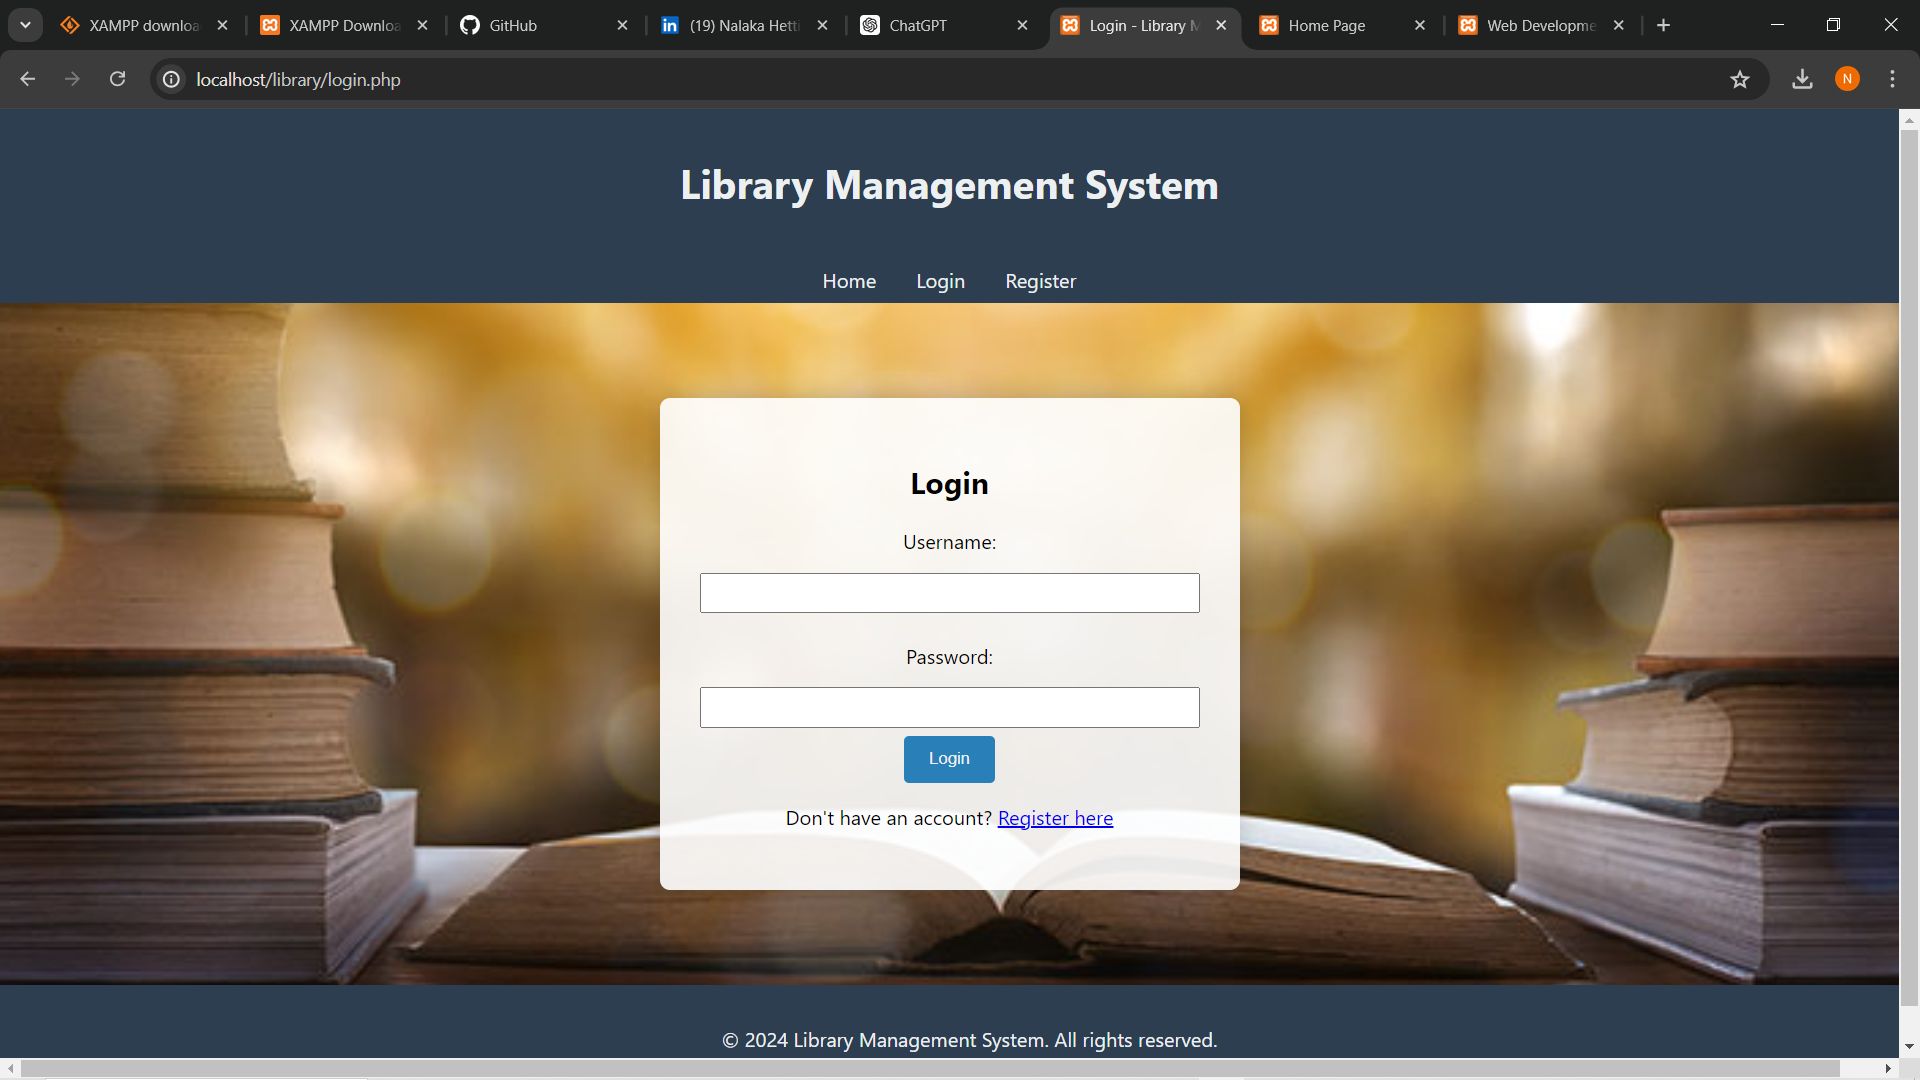 XAMPP downloa
XAMPP Downloa
GitHub
(19) Nalaka Hetti
ChatGPT
Login - Library M
Home Page
Web Developme
localhost/library/login.php
N
Library Management System
Home Login Register
Login
Username:
Password:
Login
Don't have an account? Register here
© 2024 Library Management System. All rights reserved.